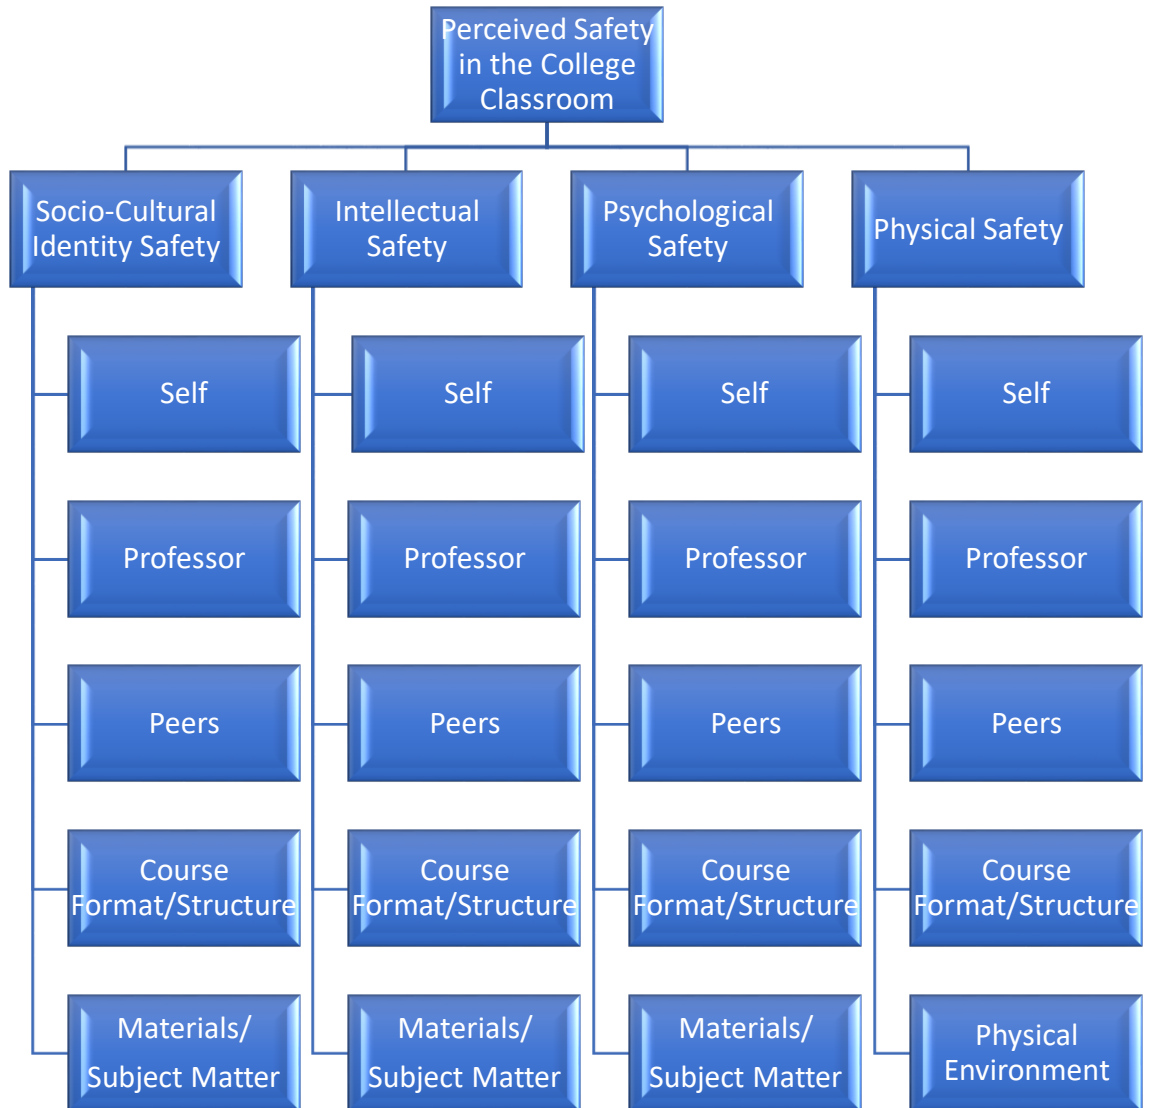 Perceived Safety
in the College
Classroom
Socio-Cultural
Identity Safety
Self
Professor
Peers
Course
Format/Structure
Materials/
Subject Matter
Intellectual
Safety
Self
Professor
Peers
Course
Format/Structure
Materials/
Subject Matter
Psychological
Safety
Self
Professor
Peers
Course
Format/Structure
Materials/
Subject Matter
Physical Safety
Self
Professor
Peers
Course
Format/Structure
Physical
Environment